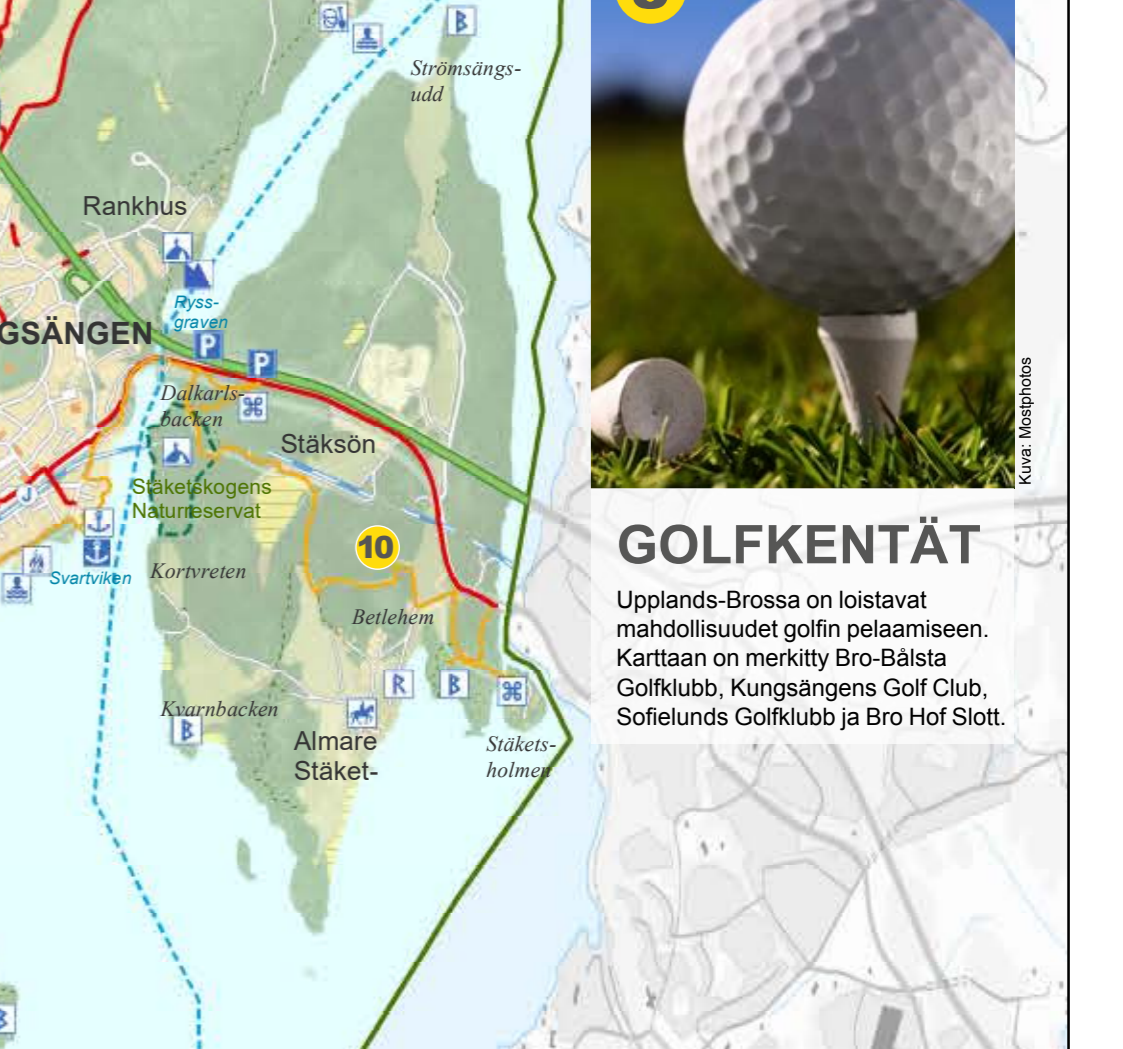 Strömsängs-
udd
Rankhus
Ryss-
graven
GSÄNGEN
P
P
Dalkarls-
backen
Stäksön
Stäketskogens
Naturreservat
J
10
Svartviken
Kortvreten
Betlehem
R
Kvarnbacken
Almare
Stäket-
Stäkets-
holmen
Kuva: Mostphotos
GOLFKENTÄT
Upplands-Brossa on loistavat
mahdollisuudet golfin pelaamiseen.
Karttaan on merkitty Bro-Bålsta
Golfklubb, Kungsängens Golf Club,
Sofielunds Golfklubb ja Bro Hof Slott.